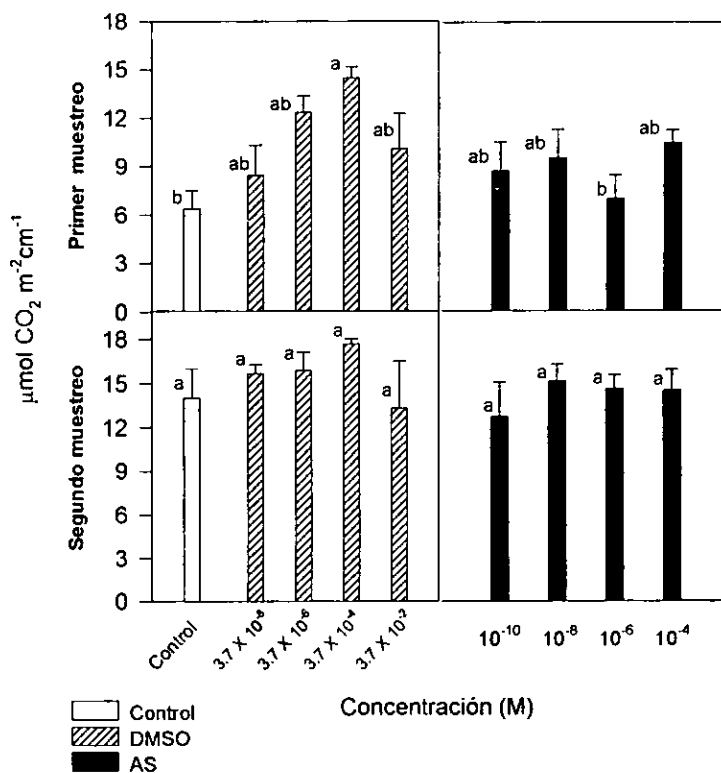 μmol CO₂ m⁻²cm⁻¹
Primer muestreo
18
15
12
9
6
3
0
b
ab
ab
a
ab
ab
ab
b
ab
Segundo muestreo
18
15
12
9
6
3
0
a
a
a
a
a
a
a
a
a
Control
3.7 X 10⁻⁸
3.7 X 10⁻⁶
3.7 X 10⁻⁴
3.7 X 10⁻²
10⁻¹⁰
10⁻⁸
10⁻⁶
10⁻⁴
Concentración (M)
Control
DMSO
AS